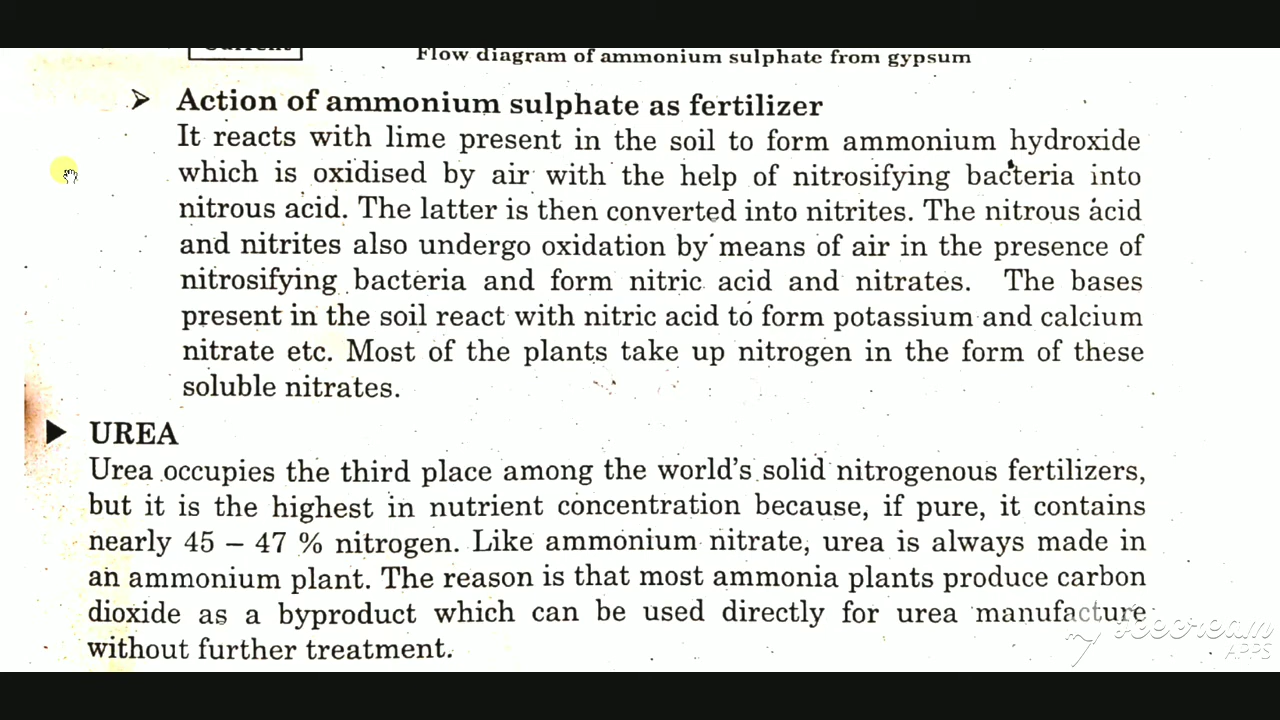 Current
Flow diagram of ammonium sulphate from gypsum
➢ Action of ammonium sulphate as fertilizer
It reacts with lime present in the soil to form ammonium hydroxide
which is oxidised by air with the help of nitrosifying bacteria into
nitrous acid. The latter is then converted into nitrites. The nitrous acid
and nitrites also undergo oxidation by means of air in the presence of
nitrosifying bacteria and form nitric acid and nitrates. The bases
present in the soil react with nitric acid to form potassium and calcium
nitrate etc. Most of the plants take up nitrogen in the form of these
soluble nitrates.
► UREA
Urea occupies the third place among the world's solid nitrogenous fertilizers,
but it is the highest in nutrient concentration because, if pure, it contains
nearly 45 – 47 % nitrogen. Like ammonium nitrate, urea is always made in
an ammonium plant. The reason is that most ammonia plants produce carbon
dioxide as a byproduct which can be used directly for urea manufacture
without further treatment.
APPS